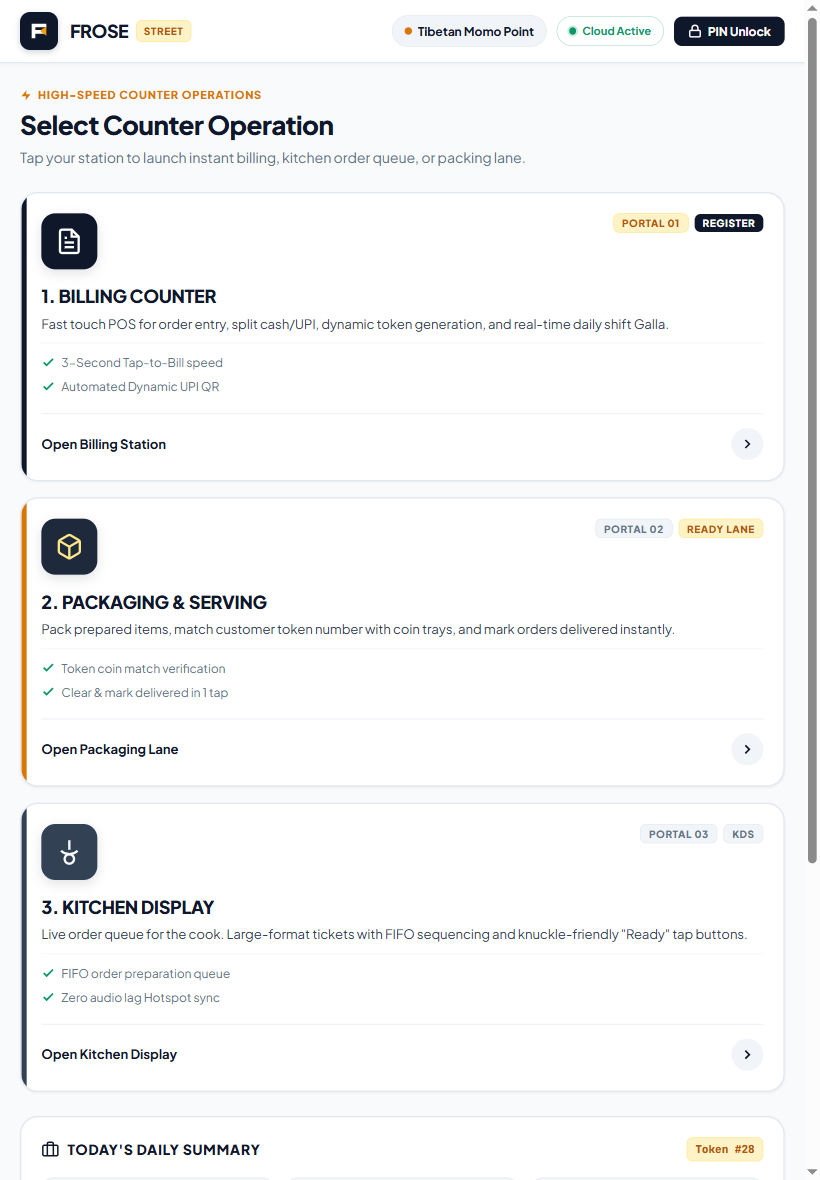 F FROSE STREET Tibetan Momo Point Cloud Active PIN Unlock
HIGH-SPEED COUNTER OPERATIONS
Select Counter Operation
Tap your station to launch instant billing, kitchen order queue, or packing lane.
PORTAL 01 REGISTER
1. BILLING COUNTER
Fast touch POS for order entry, split cash/UPI, dynamic token generation, and real-time daily shift Galla.
3-Second Tap-to-Bill speed
Automated Dynamic UPI QR
Open Billing Station
PORTAL 02 READY LANE
2. PACKAGING & SERVING
Pack prepared items, match customer token number with coin trays, and mark orders delivered instantly.
Token coin match verification
Clear & mark delivered in 1 tap
Open Packaging Lane
PORTAL 03 KDS
3. KITCHEN DISPLAY
Live order queue for the cook. Large-format tickets with FIFO sequencing and knuckle-friendly "Ready" tap buttons.
FIFO order preparation queue
Zero audio lag Hotspot sync
Open Kitchen Display
TODAY'S DAILY SUMMARY Token #28